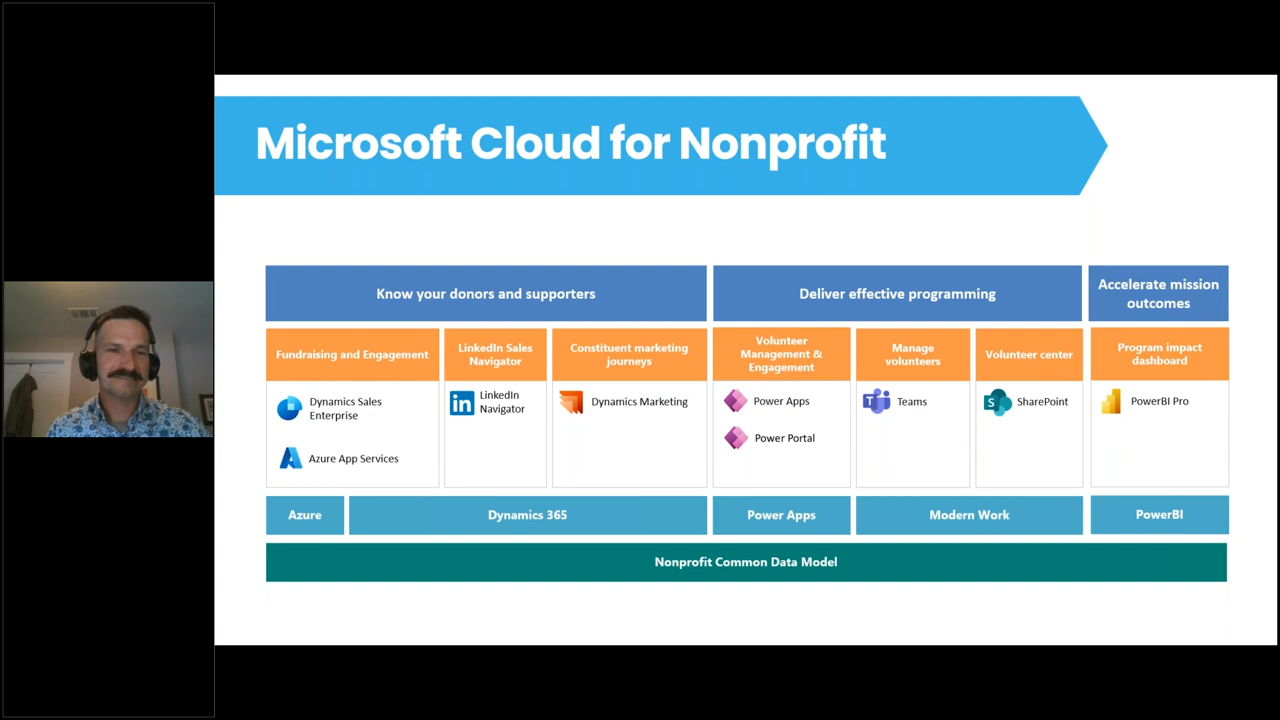 Microsoft Cloud for Nonprofit
Know your donors and supporters
Deliver effective programming
Accelerate mission
outcomes
Fundraising and Engagement
LinkedIn Sales
Navigator
Constituent marketing
journeys
Volunteer
Management &
Engagement
Manage
volunteers
Volunteer center
Program impact
dashboard
Dynamics Sales
Enterprise
Azure App Services
LinkedIn
Navigator
Dynamics Marketing
Power Apps
Power Portal
Teams
SharePoint
PowerBI Pro
Azure
Dynamics 365
Power Apps
Modern Work
PowerBI
Nonprofit Common Data Model